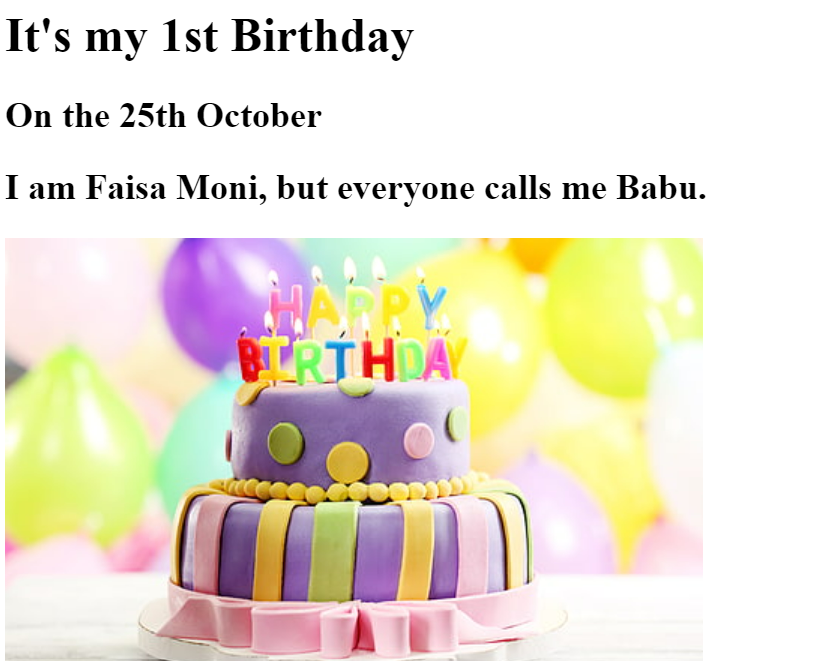 It's my 1st Birthday
On the 25th October
I am Faisa Moni, but everyone calls me Babu.
HAPPY
BIRTHDAY